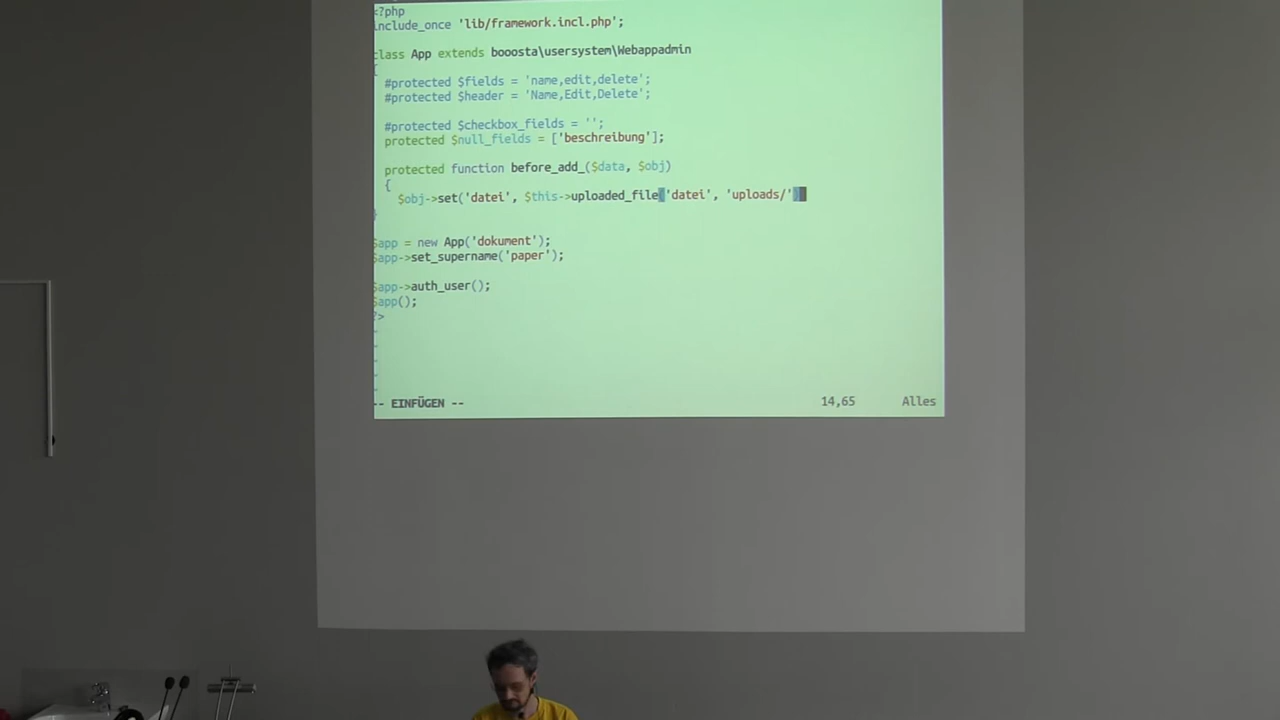 <?php
include_once 'lib/framework.incl.php';
class App extends booosta\usersystem\Webappadmin
{
#protected $fields = 'name,edit,delete';
#protected $header = 'Name,Edit,Delete';
#protected $checkbox_fields = '';
protected $null_fields = ['beschreibung'];
protected function before_add_($data, $obj)
{
$obj->set('datei', $this->uploaded_file('datei', 'uploads/')
}
$app = new App('dokument');
$app->set_supername('paper');
$app->auth_user();
$app();
?>
~
~
~
~
~
-- EINFÜGEN -- 14,65 Alles